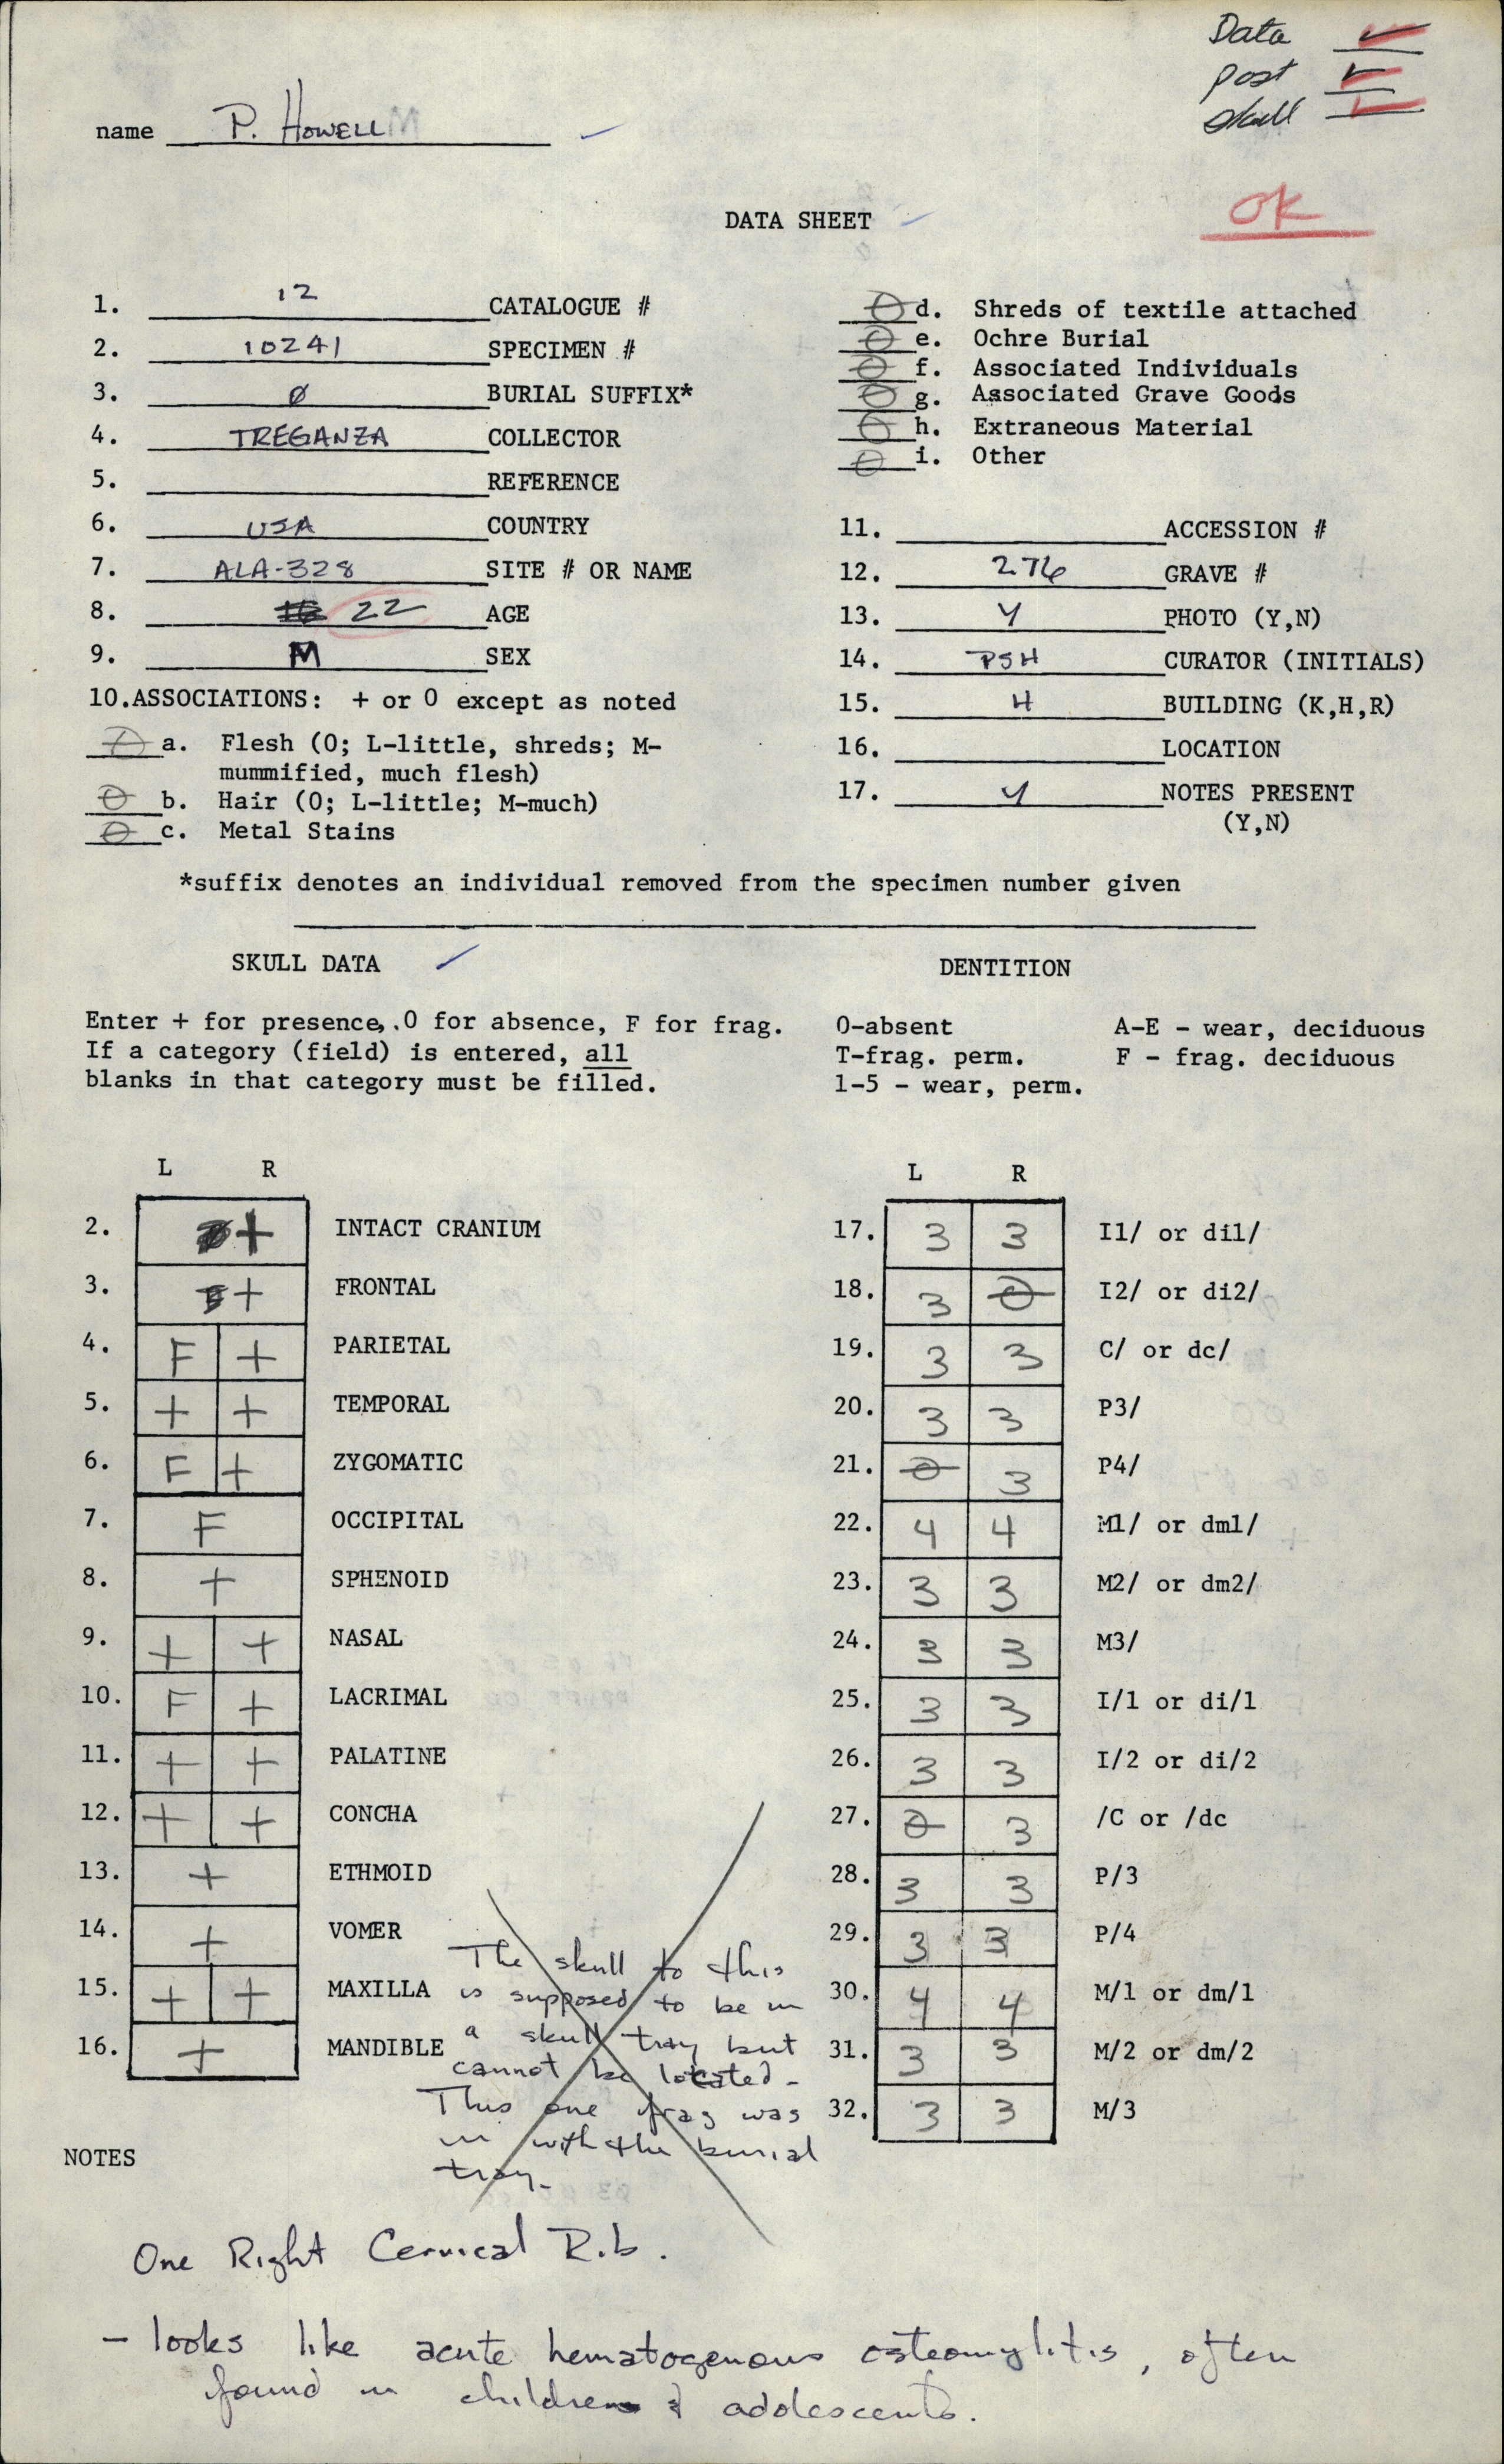 Data ✓
post ✓
skull ✓
name P. HOWELL
DATA SHEET
OK
1. 12 CATALOGUE #
2. 10241 SPECIMEN #
3. Ø BURIAL SUFFIX*
4. TREGANZA COLLECTOR
5. REFERENCE
6. USA COUNTRY
7. ALA-328 SITE # OR NAME
8. 22 AGE
9. M SEX
10.ASSOCIATIONS: + or 0 except as noted
0 a. Flesh (0; L-little, shreds; M-
mummified, much flesh)
0 b. Hair (0; L-little; M-much)
0 c. Metal Stains
0 d. Shreds of textile attached
0 e. Ochre Burial
0 f. Associated Individuals
0 g. Associated Grave Goods
0 h. Extraneous Material
0 i. Other
11. ACCESSION #
12. 276 GRAVE #
13. Y PHOTO (Y,N)
14. PSH CURATOR (INITIALS)
15. H BUILDING (K,H,R)
16. LOCATION
17. Y NOTES PRESENT
(Y,N)
*suffix denotes an individual removed from the specimen number given
SKULL DATA ✓
Enter + for presence, .0 for absence, F for frag.
If a category (field) is entered, all
blanks in that category must be filled.
L R
2. + INTACT CRANIUM
3. + FRONTAL
4. F + PARIETAL
5. + + TEMPORAL
6. F + ZYGOMATIC
7. F OCCIPITAL
8. + SPHENOID
9. + + NASAL
10. F + LACRIMAL
11. + + PALATINE
12. + + CONCHA
13. + ETHMOID
14. + VOMER
15. + + MAXILLA
16. + MANDIBLE
The skull to this
is supposed to be in
a skull tray but
cannot be located -
This one frag was
in with the burial
tray.
DENTITION
0-absent A-E - wear, deciduous
T-frag. perm. F - frag. deciduous
1-5 - wear, perm.
L R
17. 3 3 I1/ or di1/
18. 3 0 I2/ or di2/
19. 3 3 C/ or dc/
20. 3 3 P3/
21. 0 3 P4/
22. 4 4 M1/ or dm1/
23. 3 3 M2/ or dm2/
24. 3 3 M3/
25. 3 3 I/1 or di/1
26. 3 3 I/2 or di/2
27. 0 3 /C or /dc
28. 3 3 P/3
29. 3 3 P/4
30. 4 4 M/1 or dm/1
31. 3 3 M/2 or dm/2
32. 3 3 M/3
NOTES
One Right Cervical Rib.
- looks like acute hematogenous osteomylitis, often
found in children & adolescents.